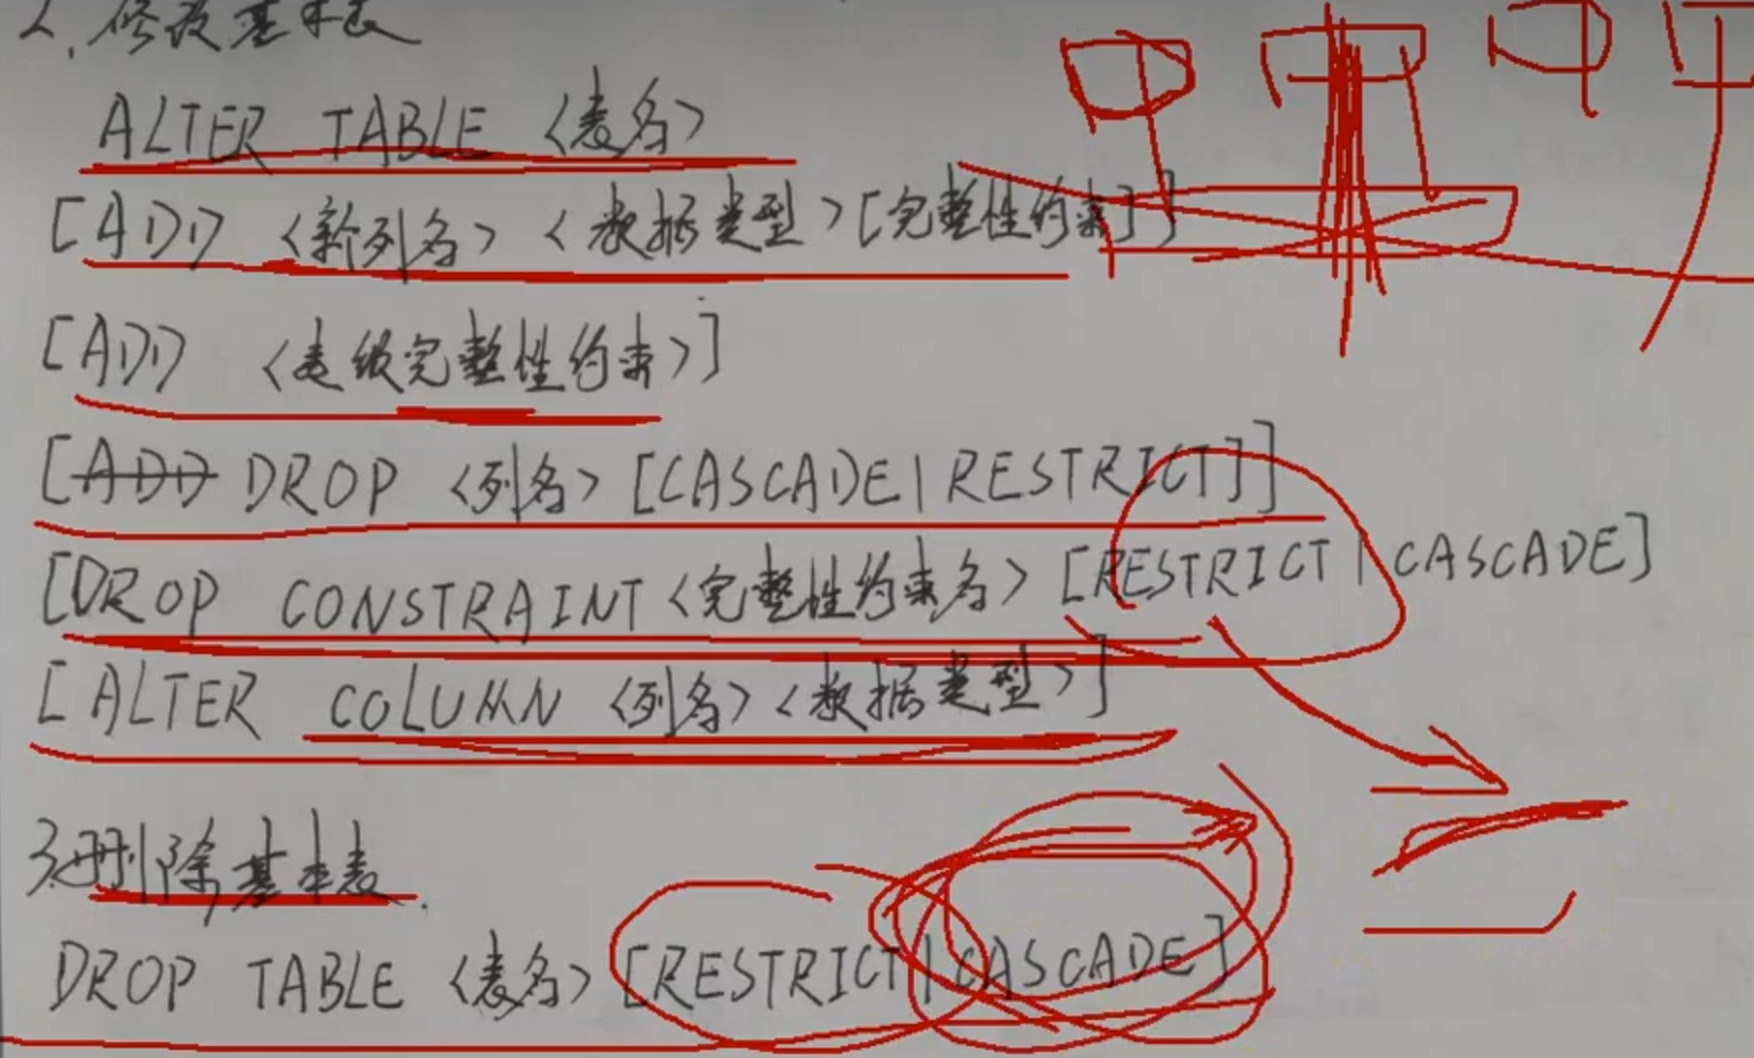 2. 修改基本表
ALTER TABLE <表名>
[ADD <新列名> <数据类型>[完整性约束]]
[ADD <表级完整性约束>]
[ADD DROP <列名> [CASCADE|RESTRICT]]
[DROP CONSTRAINT<完整性约束名> [RESTRICT|CASCADE]
[ALTER COLUMN <列名><数据类型>]
3.删除基本表.
DROP TABLE <表名> [RESTRICT|CASCADE]